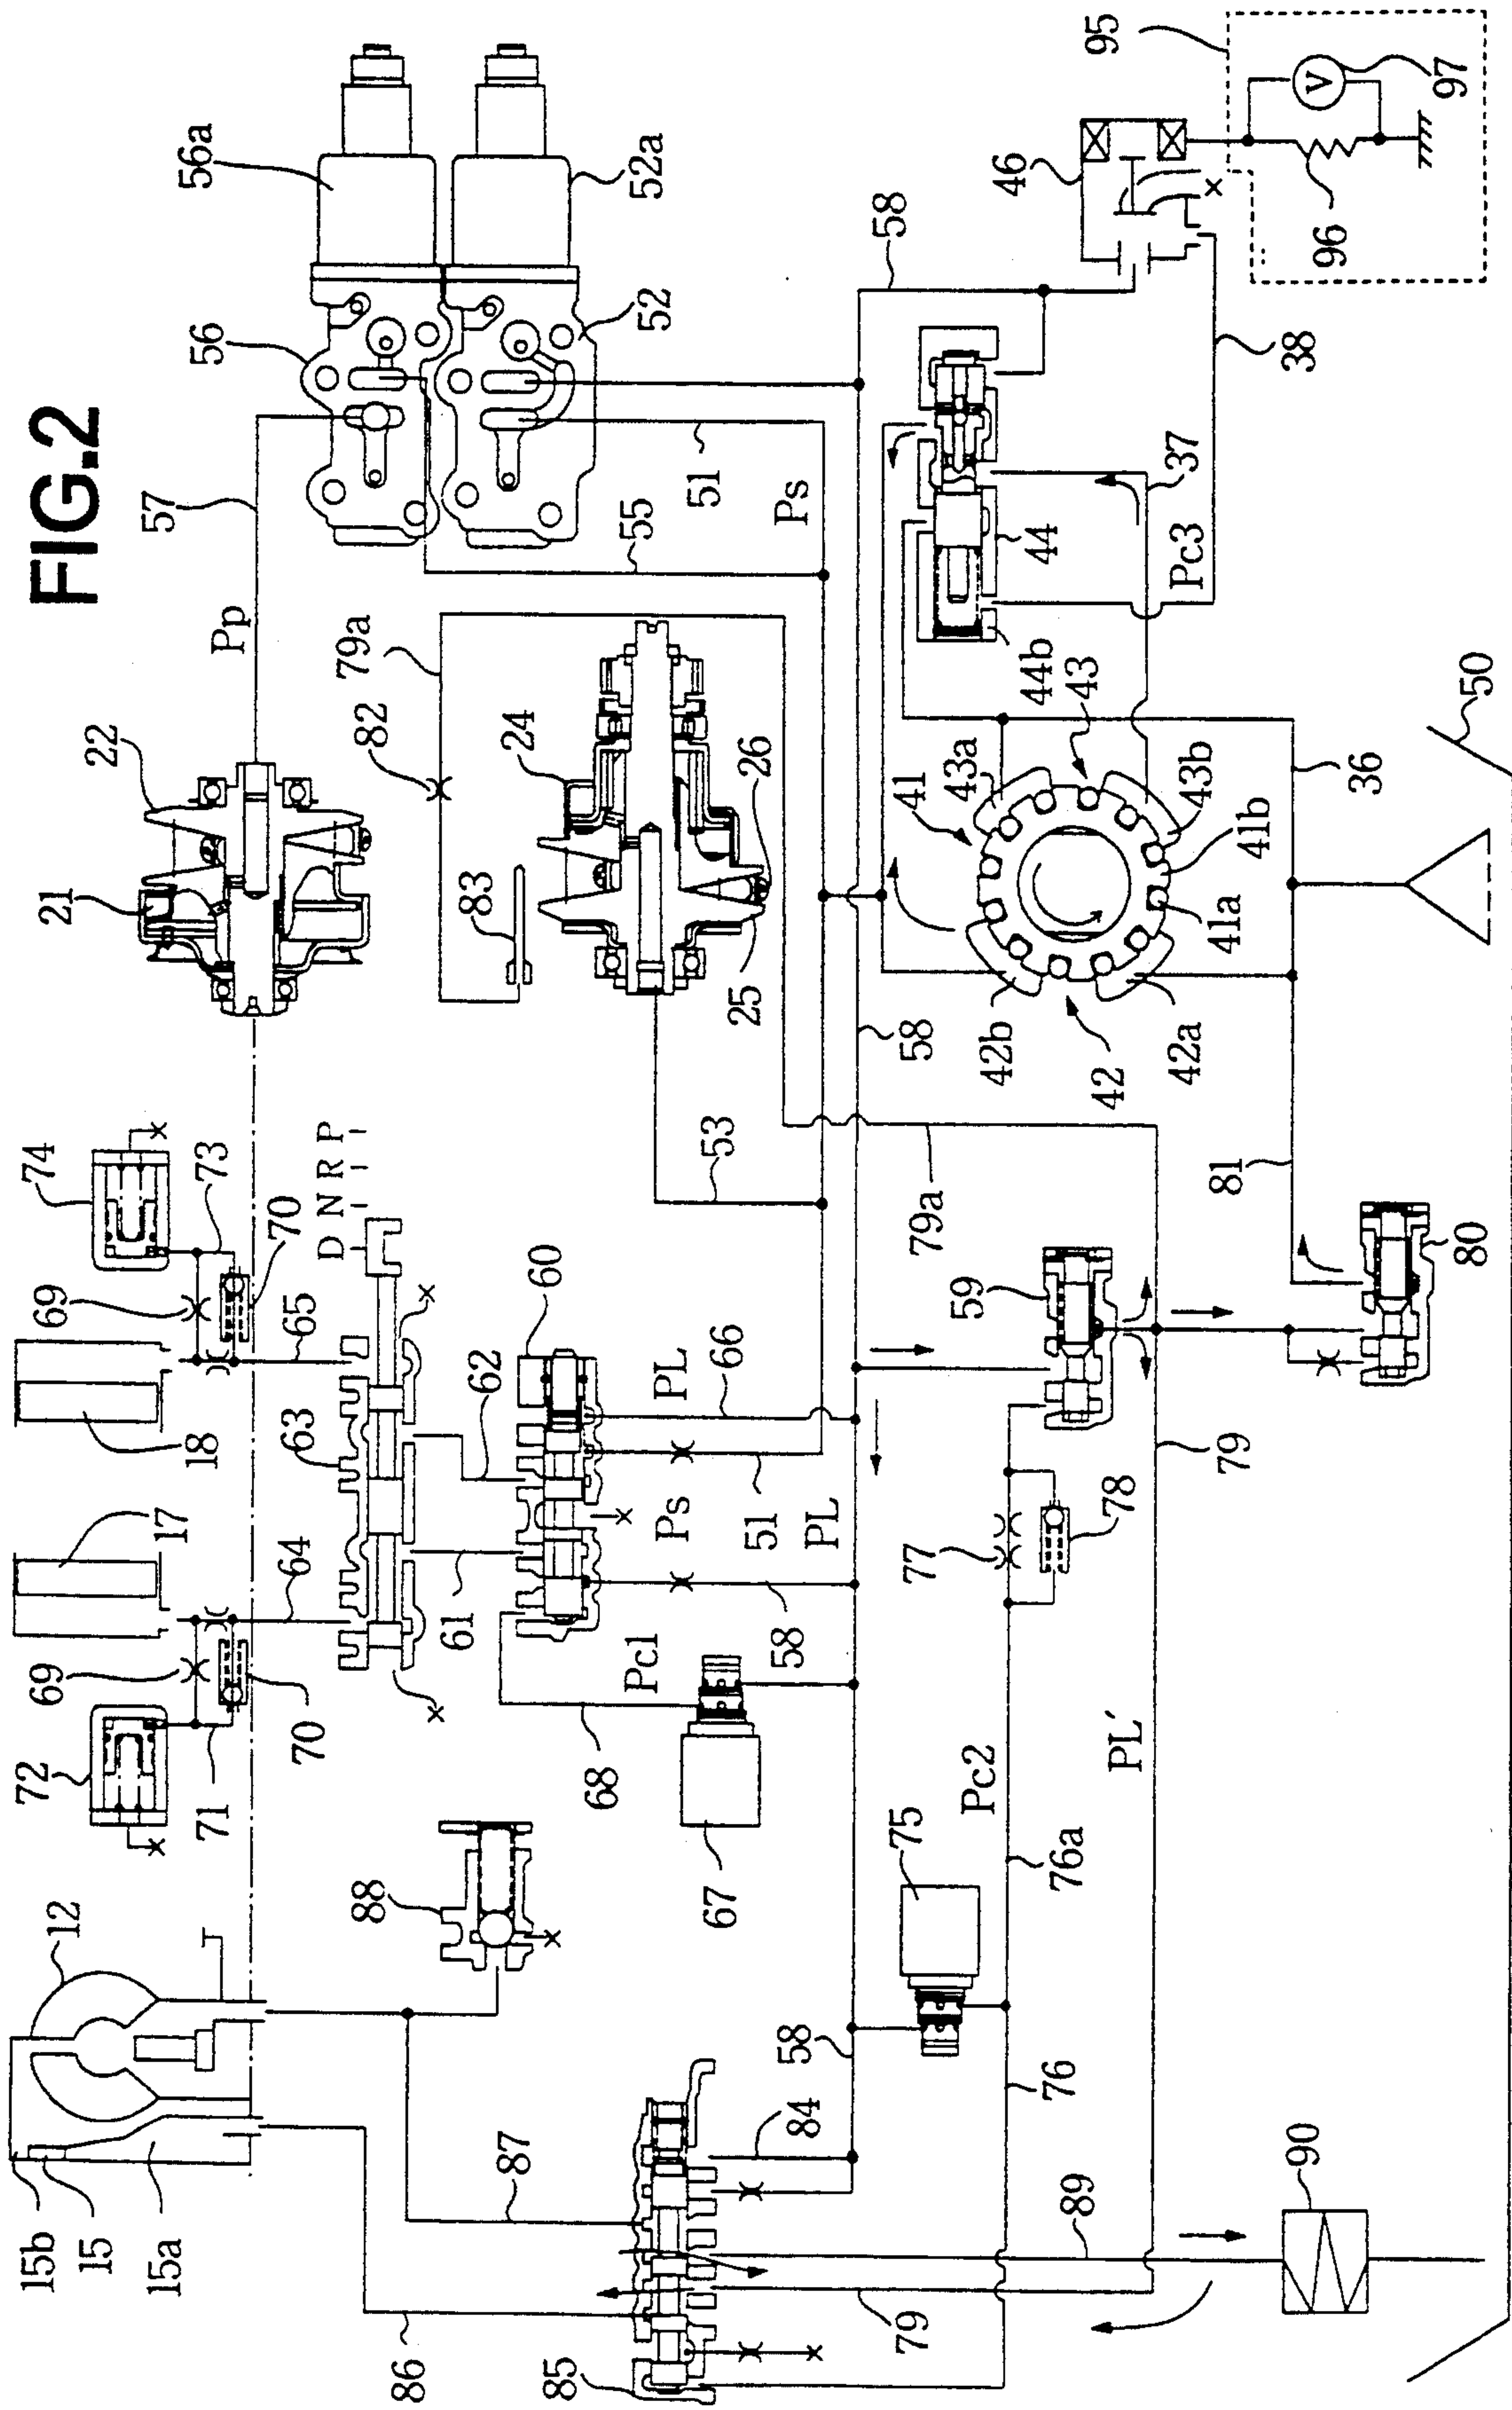 FIG.2
15b
15
15a
12
72
71
69
70
17
64
18
69
65
70
74
73
D N R P
21
22
Pp
57
56
56a
52a
52
86
87
88
63
61
62
60
68
Pc1
58
Ps
51
PL
66
PL
67
53
25
26
24
83
82
79a
55
51
Ps
58
46
95
V
97
96
38
85
84
58
79
89
90
76
75
76a
Pc2
PL´
77
78
59
79
79a
58
80
81
42b
42
42a
41
43a
43
43b
41b
41a
44b
44
Pc3
37
36
50